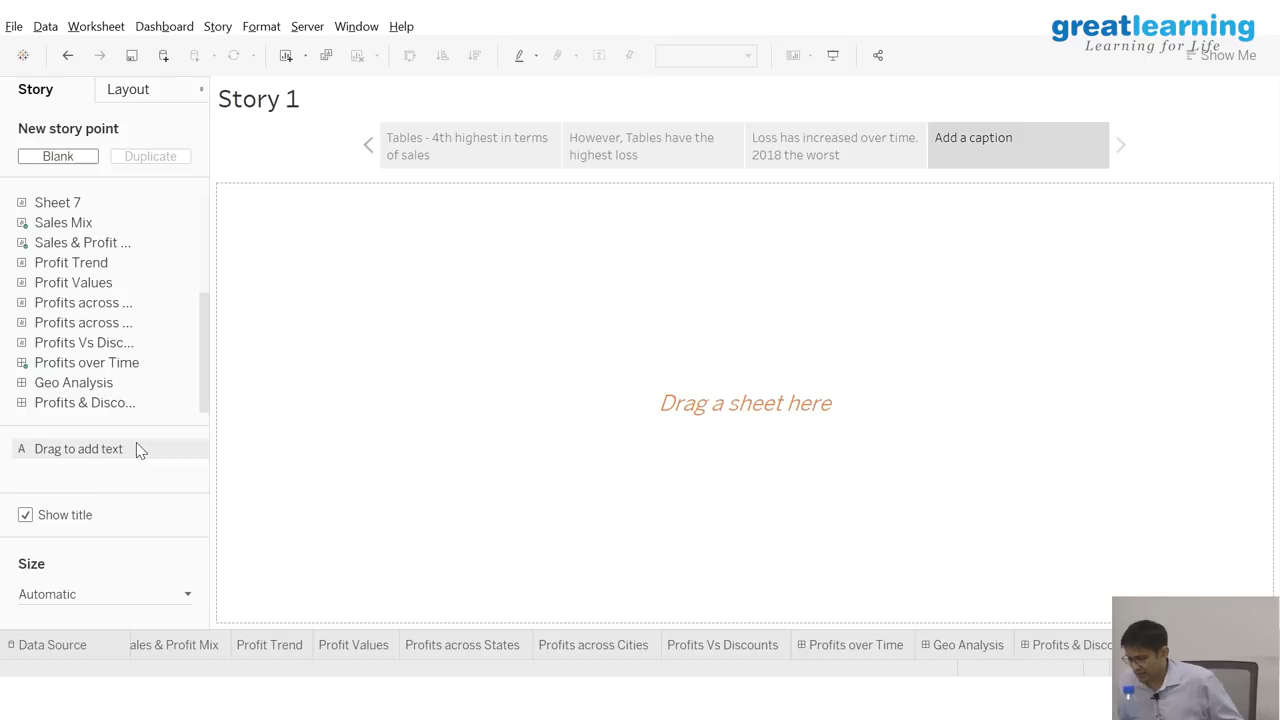 File Data Worksheet Dashboard Story Format Server Window Help
greatlearning
Learning for Life
Show Me
Story Layout
Story 1
New story point
Blank Duplicate
Tables - 4th highest in terms
of sales
However, Tables have the
highest loss
Loss has increased over time.
2018 the worst
Add a caption
Sheet 7
Sales Mix
Sales & Profit ...
Profit Trend
Profit Values
Profits across ...
Profits across ...
Profits Vs Disc...
Profits over Time
Geo Analysis
Profits & Disco...
Drag a sheet here
A Drag to add text
Show title
Size
Automatic
Data Source ales & Profit Mix Profit Trend Profit Values Profits across States Profits across Cities Profits Vs Discounts Profits over Time Geo Analysis Profits & Disco